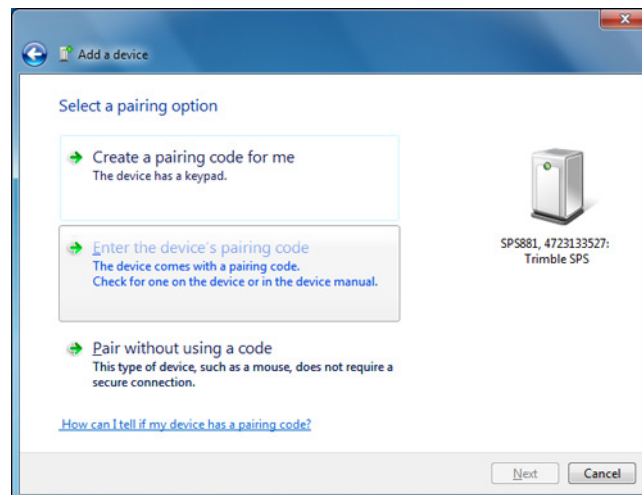 x
Add a device
Select a pairing option
Create a pairing code for me
The device has a keypad.
Enter the device's pairing code
The device comes with a pairing code.
Check for one on the device or in the device manual.
SPS881, 4723133527:
Trimble SPS
Pair without using a code
This type of device, such as a mouse, does not require a
secure connection.
How can I tell if my device has a pairing code?
Next
Cancel